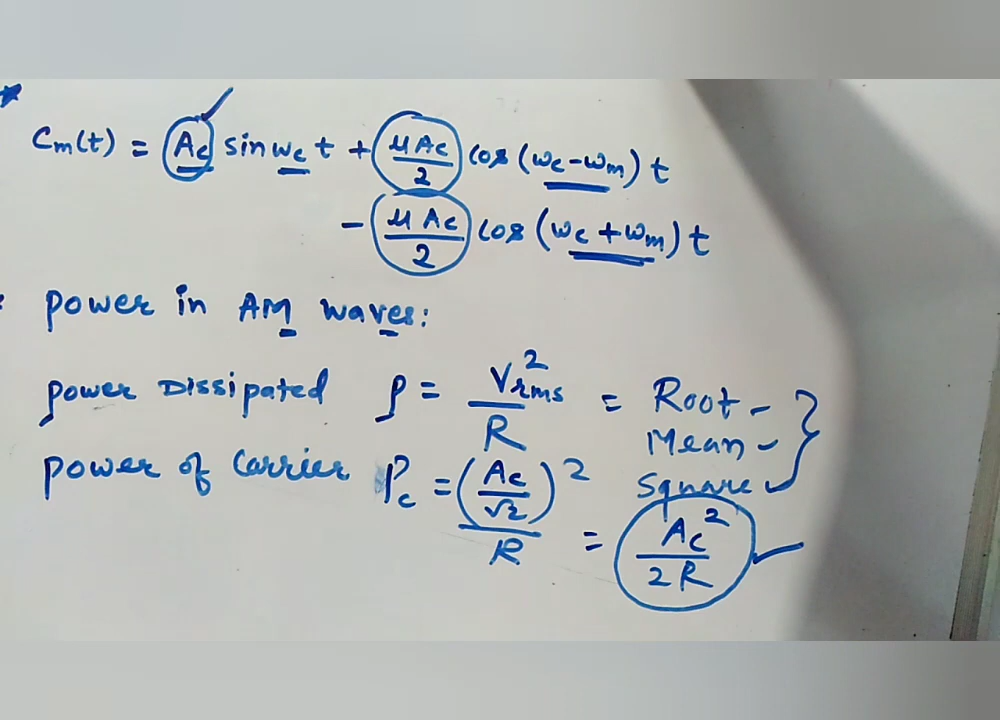 * Cm(t) = Ac sin wc t + μAc/2 cos (wc - wm) t
- μAc/2 cos (wc + wm) t
: power in AM waves:
power Dissipated P = Vrms²/R = Root - Mean - Square
power of Carrier Pc = (Ac/√2)²/R = Ac²/2R